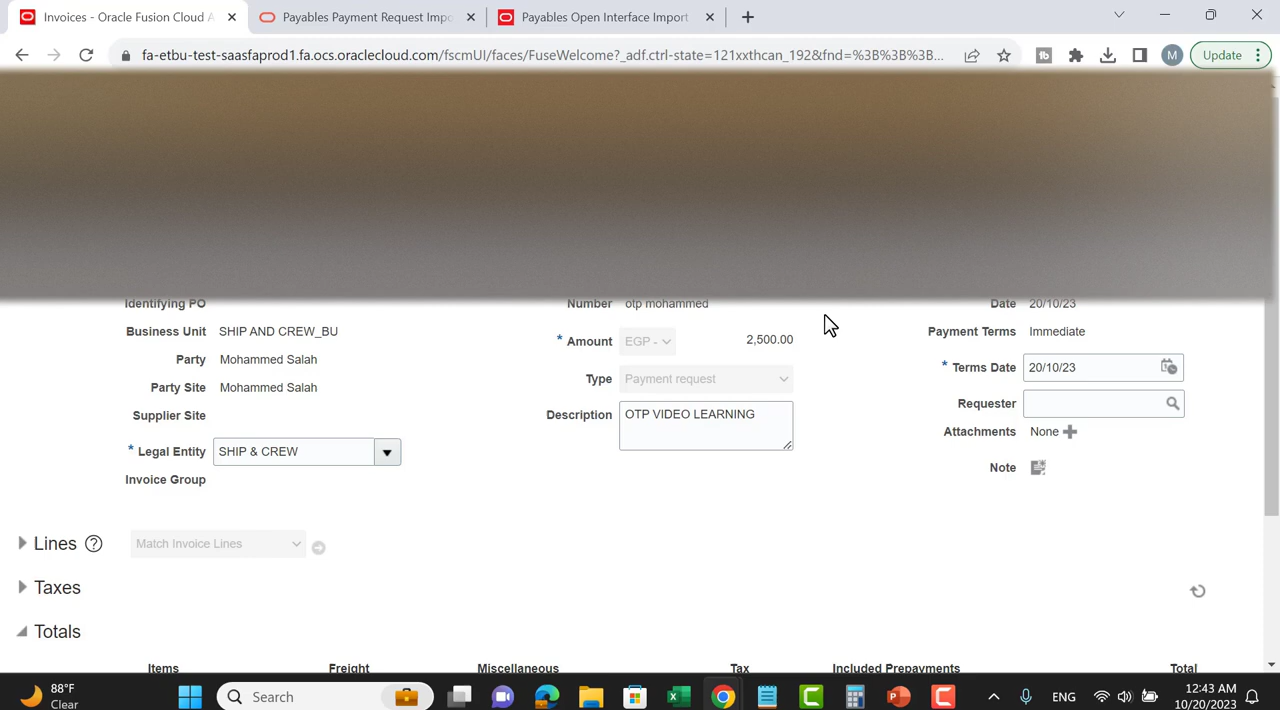 Invoices - Oracle Fusion Cloud A
Payables Payment Request Impo
Payables Open Interface Import
fa-etbu-test-saasfaprod1.fa.ocs.oraclecloud.com/fscmUI/faces/FuseWelcome?_adf.ctrl-state=121xxthcan_192&fnd=%3B%3B%3B%3B...
M
Update
Identifying PO
Number otp mohammed
Date 20/10/23
Business Unit SHIP AND CREW_BU
* Amount EGP - 2,500.00
Payment Terms Immediate
Party Mohammed Salah
* Terms Date 20/10/23
Type Payment request
Party Site Mohammed Salah
Requester
Supplier Site
Description OTP VIDEO LEARNING
Attachments None
* Legal Entity SHIP & CREW
Note
Invoice Group
Lines ? Match Invoice Lines
Taxes
Totals
Items Freight Miscellaneous Tax Included Prepayments Total
88°F
Clear
Search
ENG
12:43 AM
10/20/2023